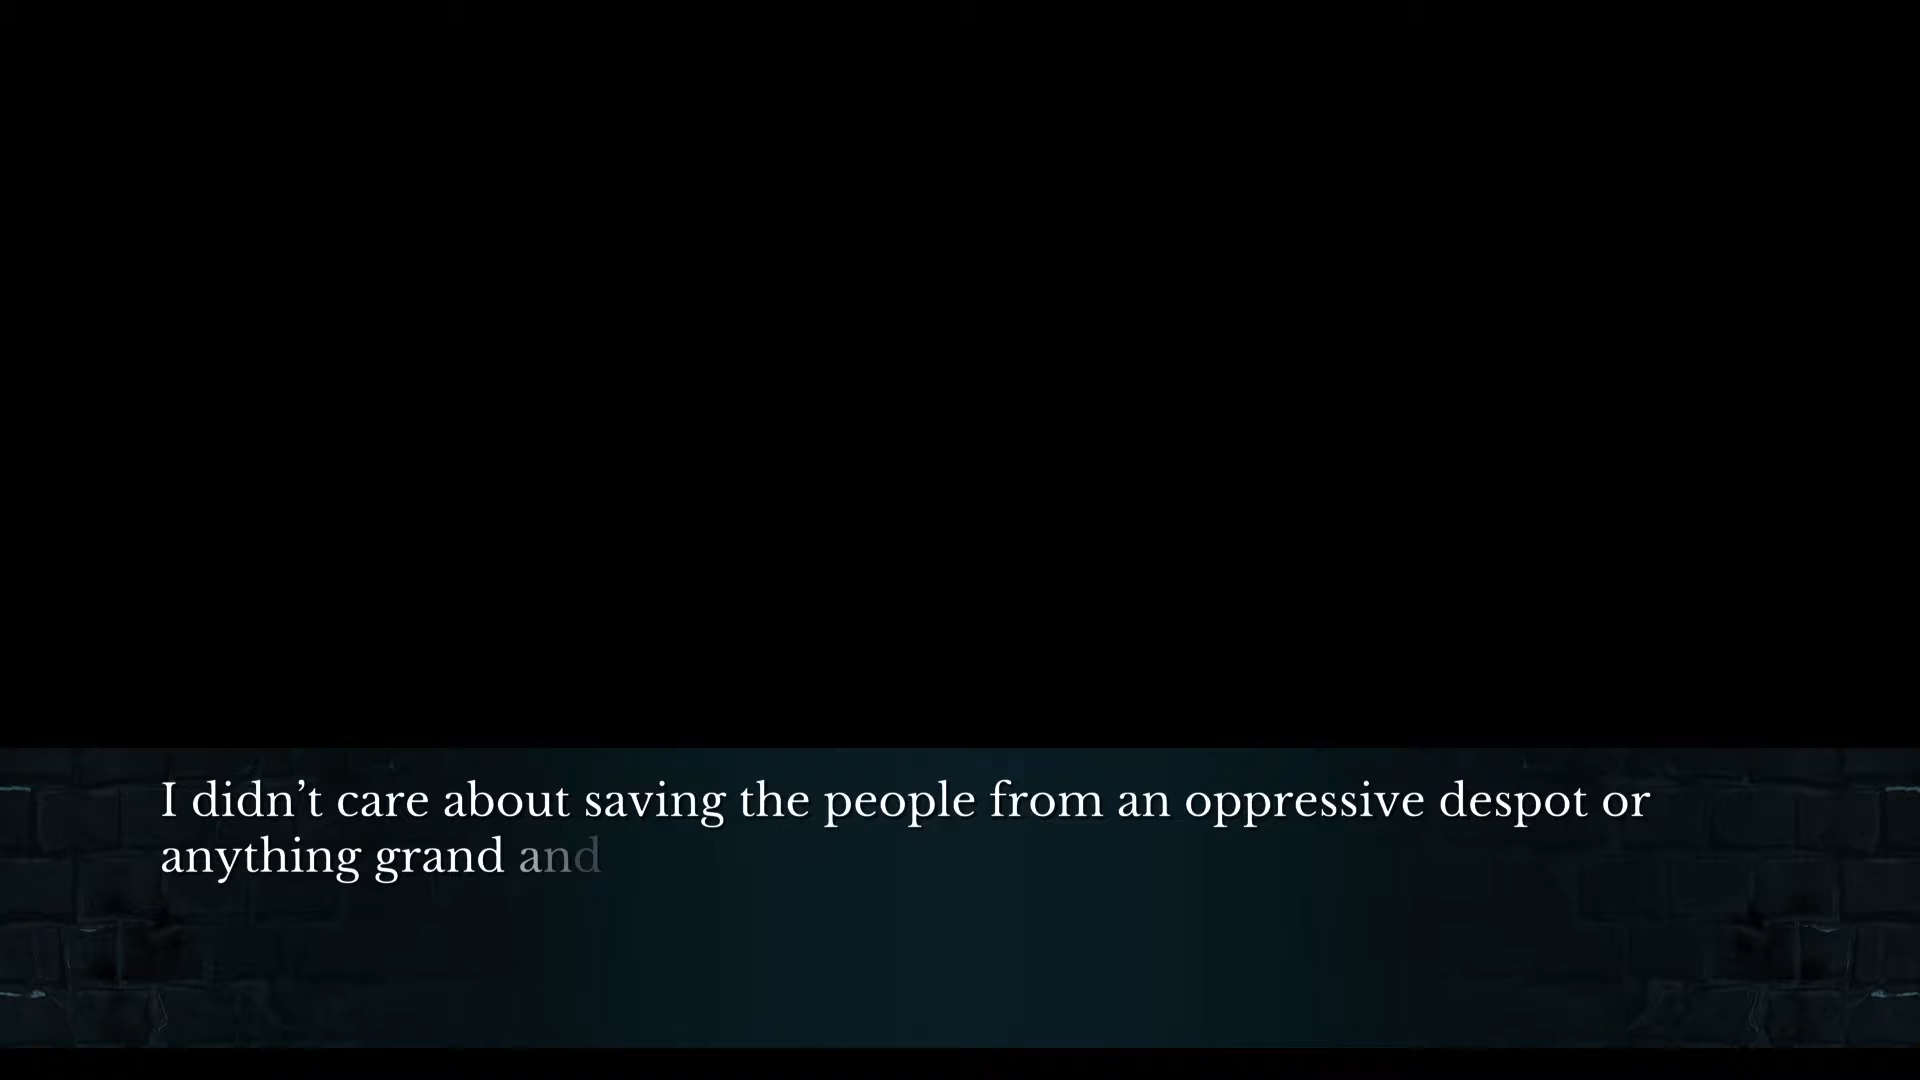 I didn’t care about saving the people from an oppressive despot or
anything grand and